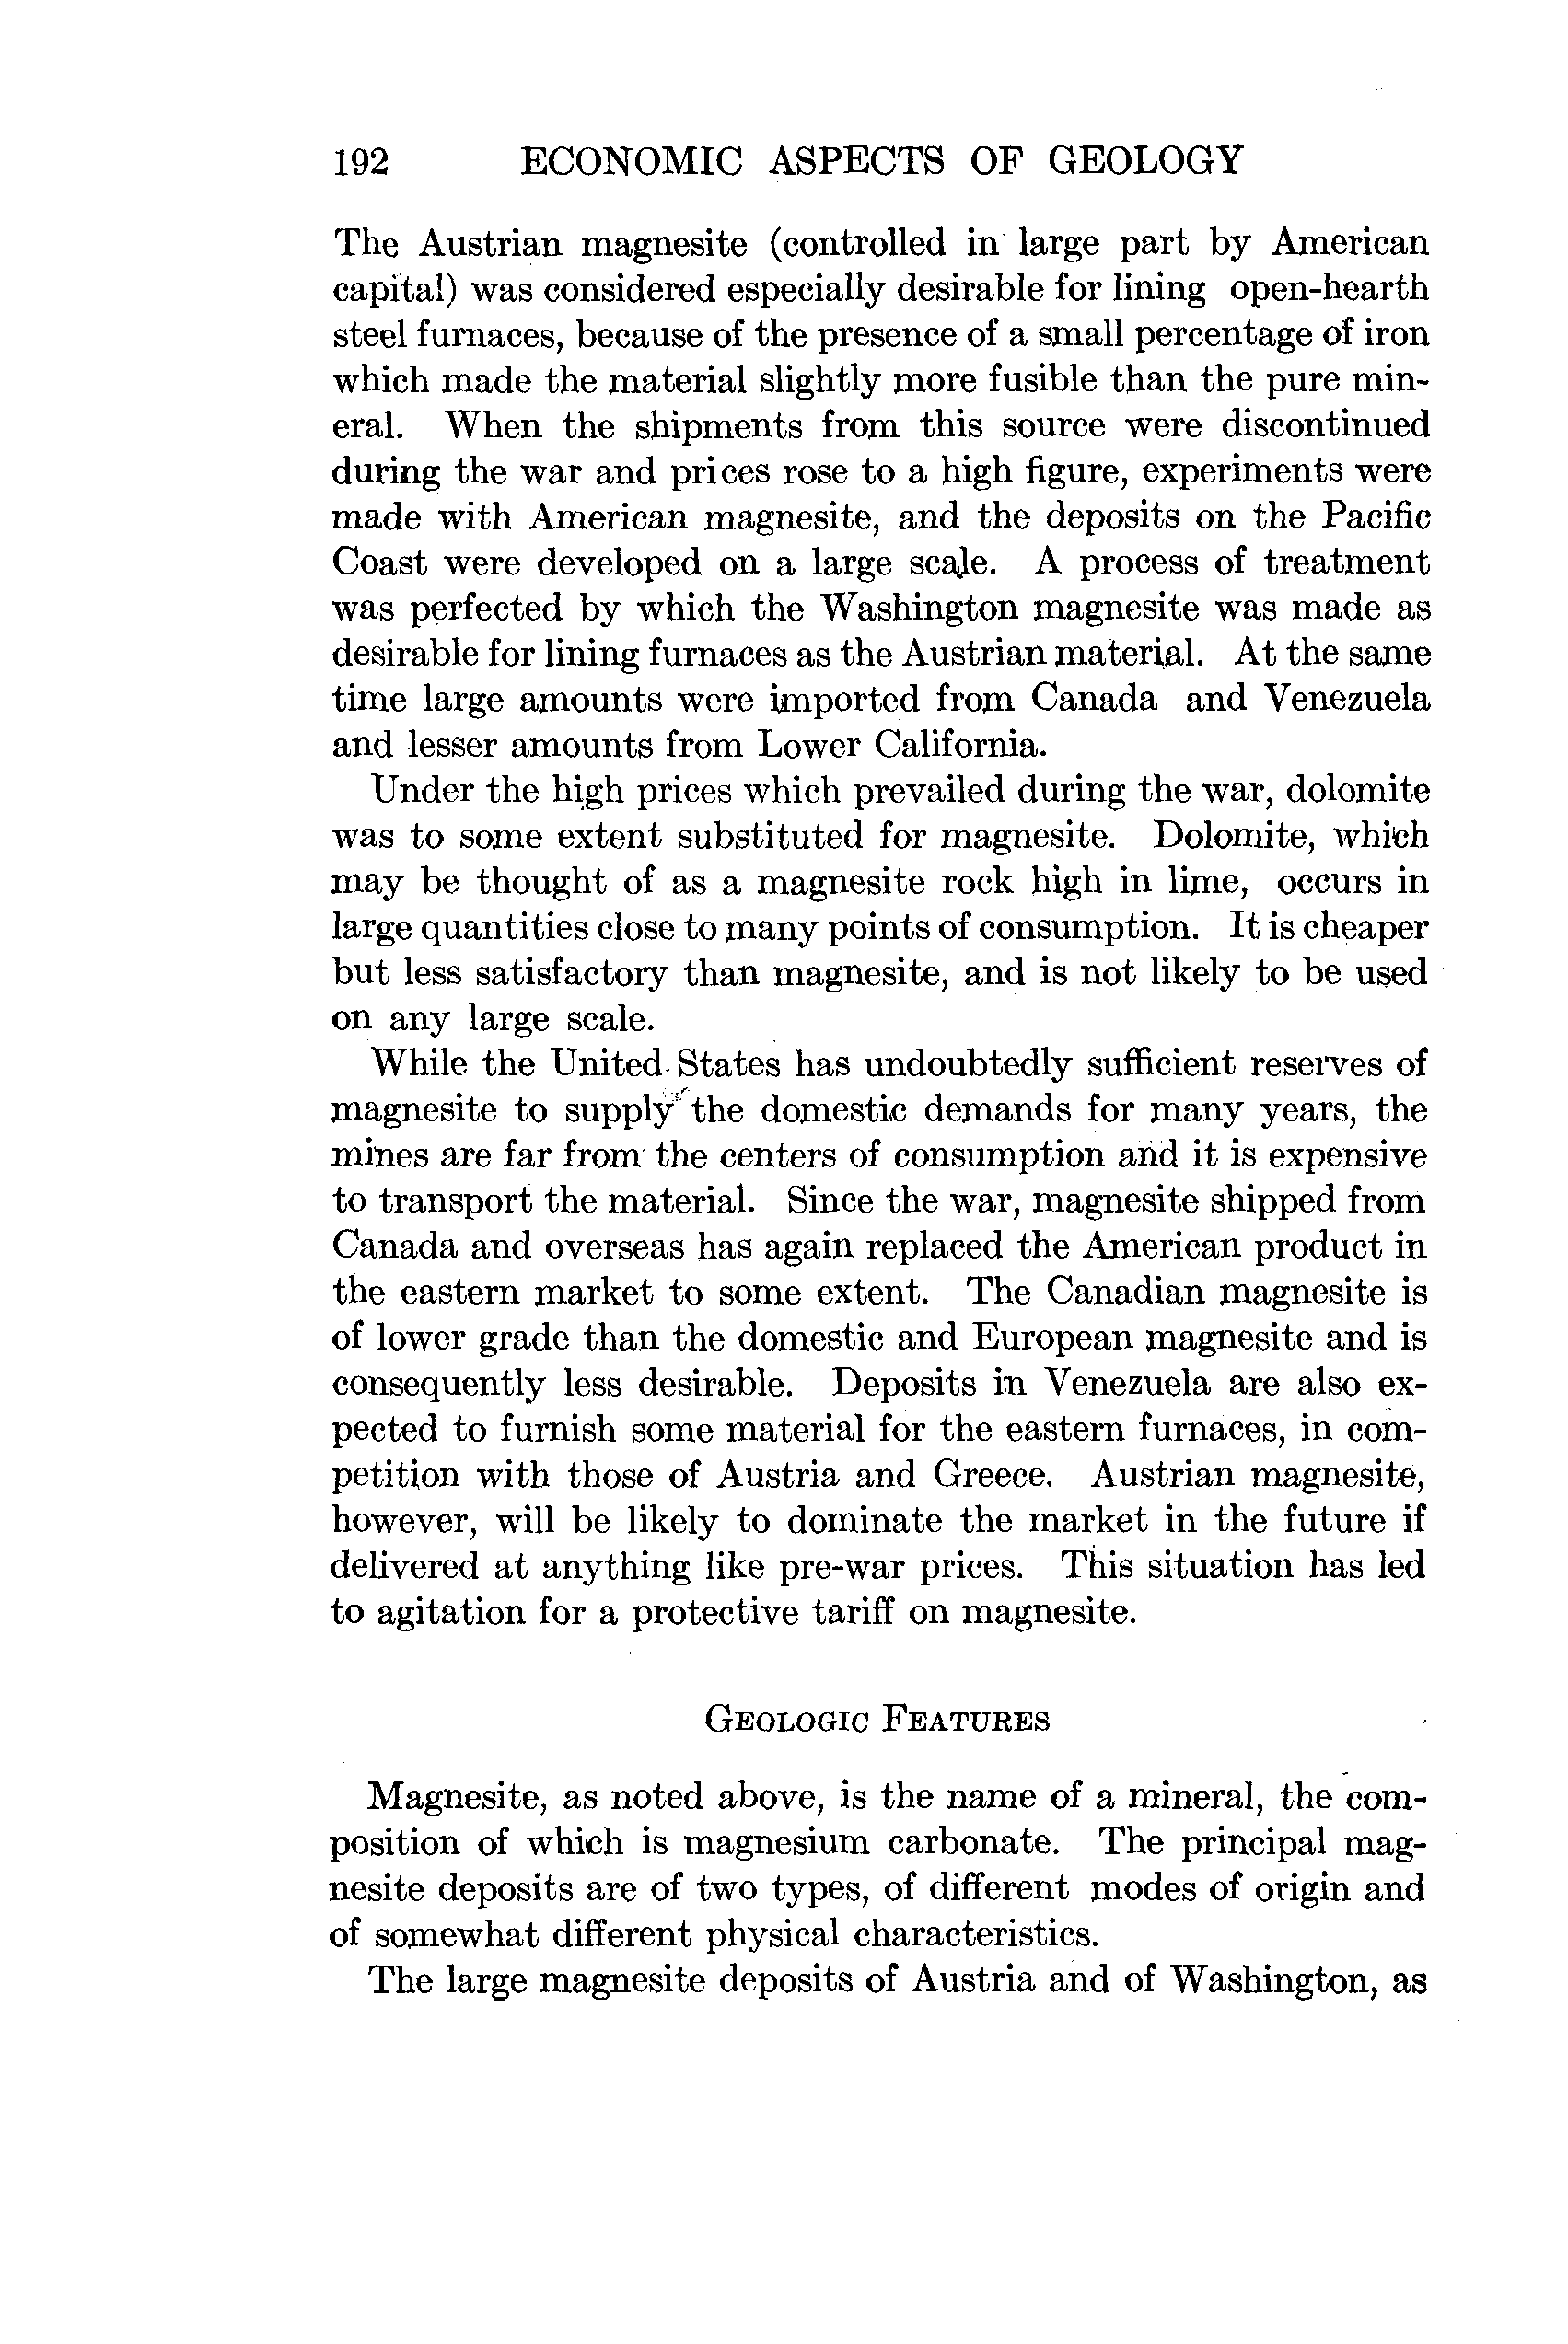 192 ECONOMIC ASPECTS OF GEOLOGY
The Austrian magnesite (controlled in large part by American
capital) was considered especially desirable for lining open-hearth
steel furnaces, because of the presence of a small percentage of iron
which made the material slightly more fusible than the pure min-
eral. When the shipments from this source were discontinued
during the war and prices rose to a high figure, experiments were
made with American magnesite, and the deposits on the Pacific
Coast were developed on a large scale. A process of treatment
was perfected by which the Washington magnesite was made as
desirable for lining furnaces as the Austrian material. At the same
time large amounts were imported from Canada and Venezuela
and lesser amounts from Lower California.
Under the high prices which prevailed during the war, dolomite
was to some extent substituted for magnesite. Dolomite, which
may be thought of as a magnesite rock high in lime, occurs in
large quantities close to many points of consumption. It is cheaper
but less satisfactory than magnesite, and is not likely to be used
on any large scale.
While the United States has undoubtedly sufficient reserves of
magnesite to supply the domestic demands for many years, the
mines are far from the centers of consumption and it is expensive
to transport the material. Since the war, magnesite shipped from
Canada and overseas has again replaced the American product in
the eastern market to some extent. The Canadian magnesite is
of lower grade than the domestic and European magnesite and is
consequently less desirable. Deposits in Venezuela are also ex-
pected to furnish some material for the eastern furnaces, in com-
petition with those of Austria and Greece. Austrian magnesite,
however, will be likely to dominate the market in the future if
delivered at anything like pre-war prices. This situation has led
to agitation for a protective tariff on magnesite.
GEOLOGIC FEATURES
Magnesite, as noted above, is the name of a mineral, the com-
position of which is magnesium carbonate. The principal mag-
nesite deposits are of two types, of different modes of origin and
of somewhat different physical characteristics.
The large magnesite deposits of Austria and of Washington, as